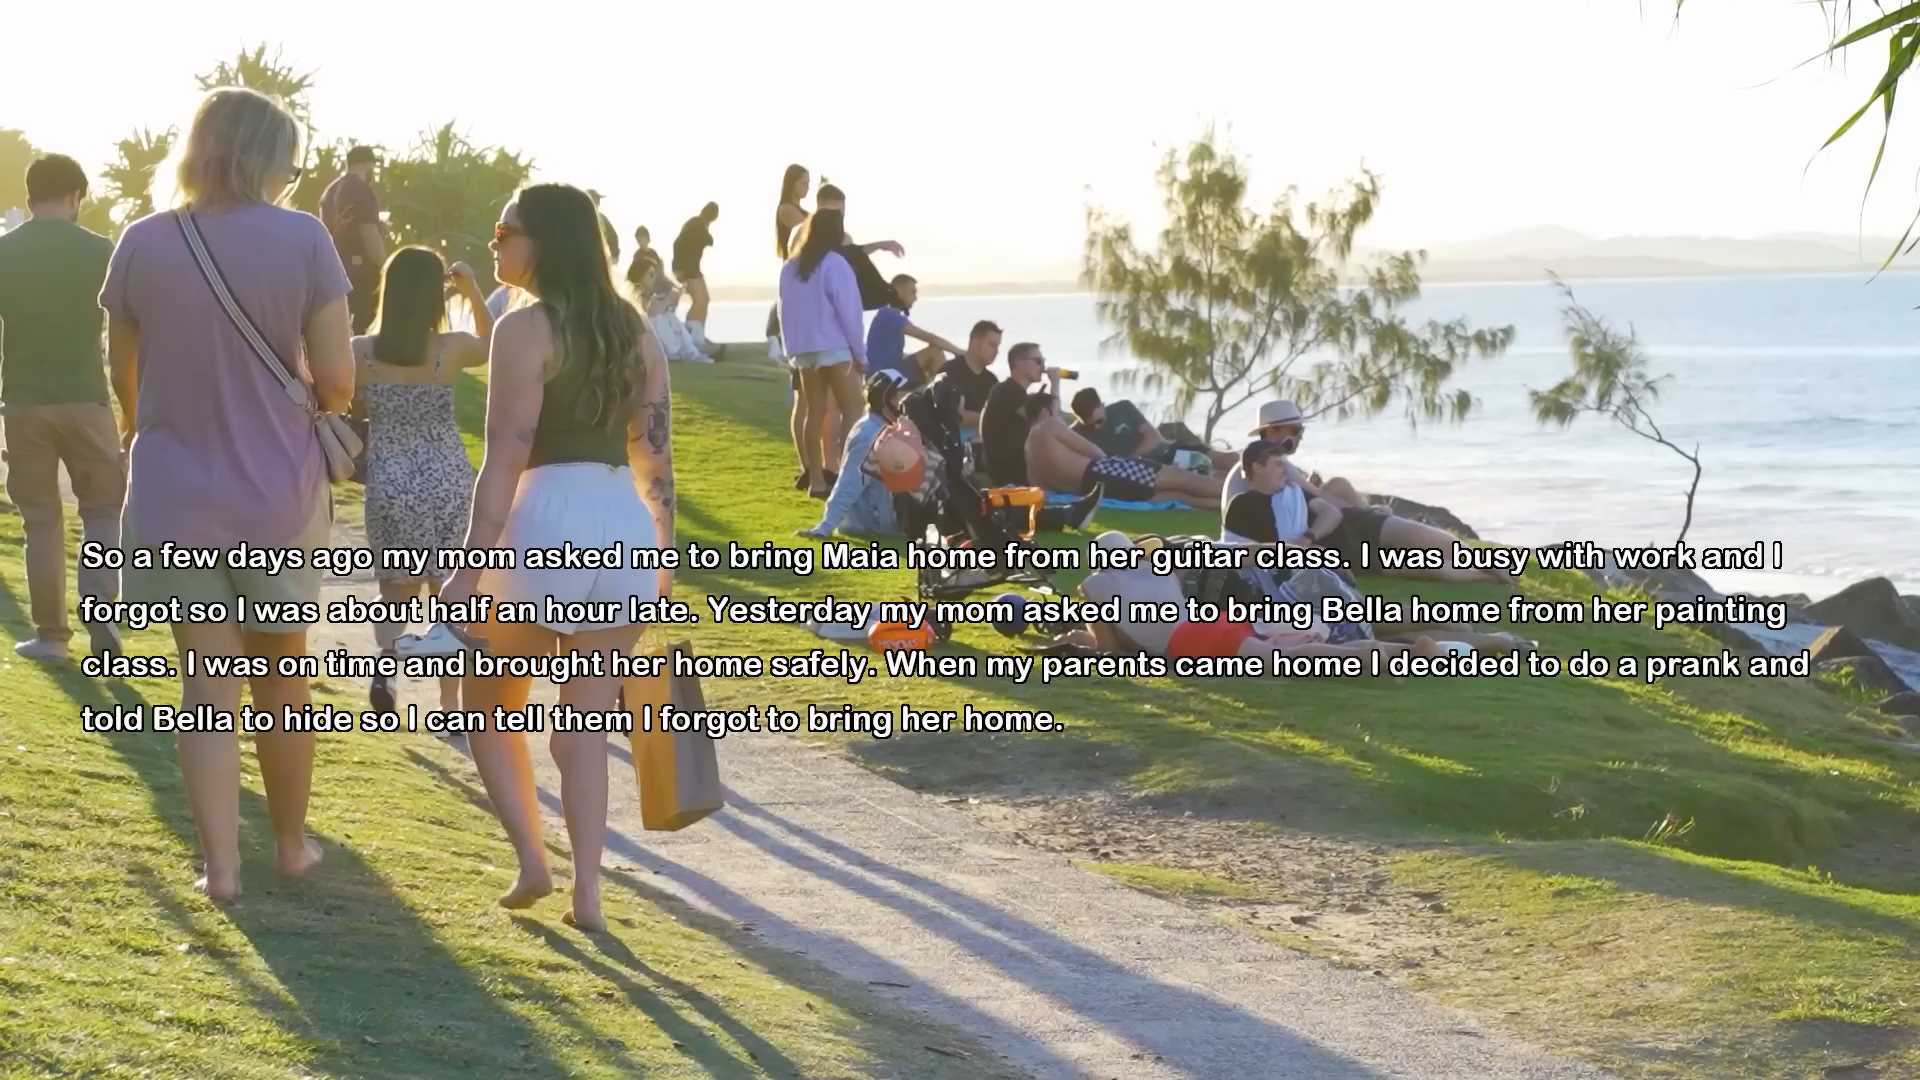 So a few days ago my mom asked me to bring Maia home from her guitar class. I was busy with work and I
forgot so I was about half an hour late. Yesterday my mom asked me to bring Bella home from her painting
class. I was on time and brought her home safely. When my parents came home I decided to do a prank and
told Bella to hide so I can tell them I forgot to bring her home.